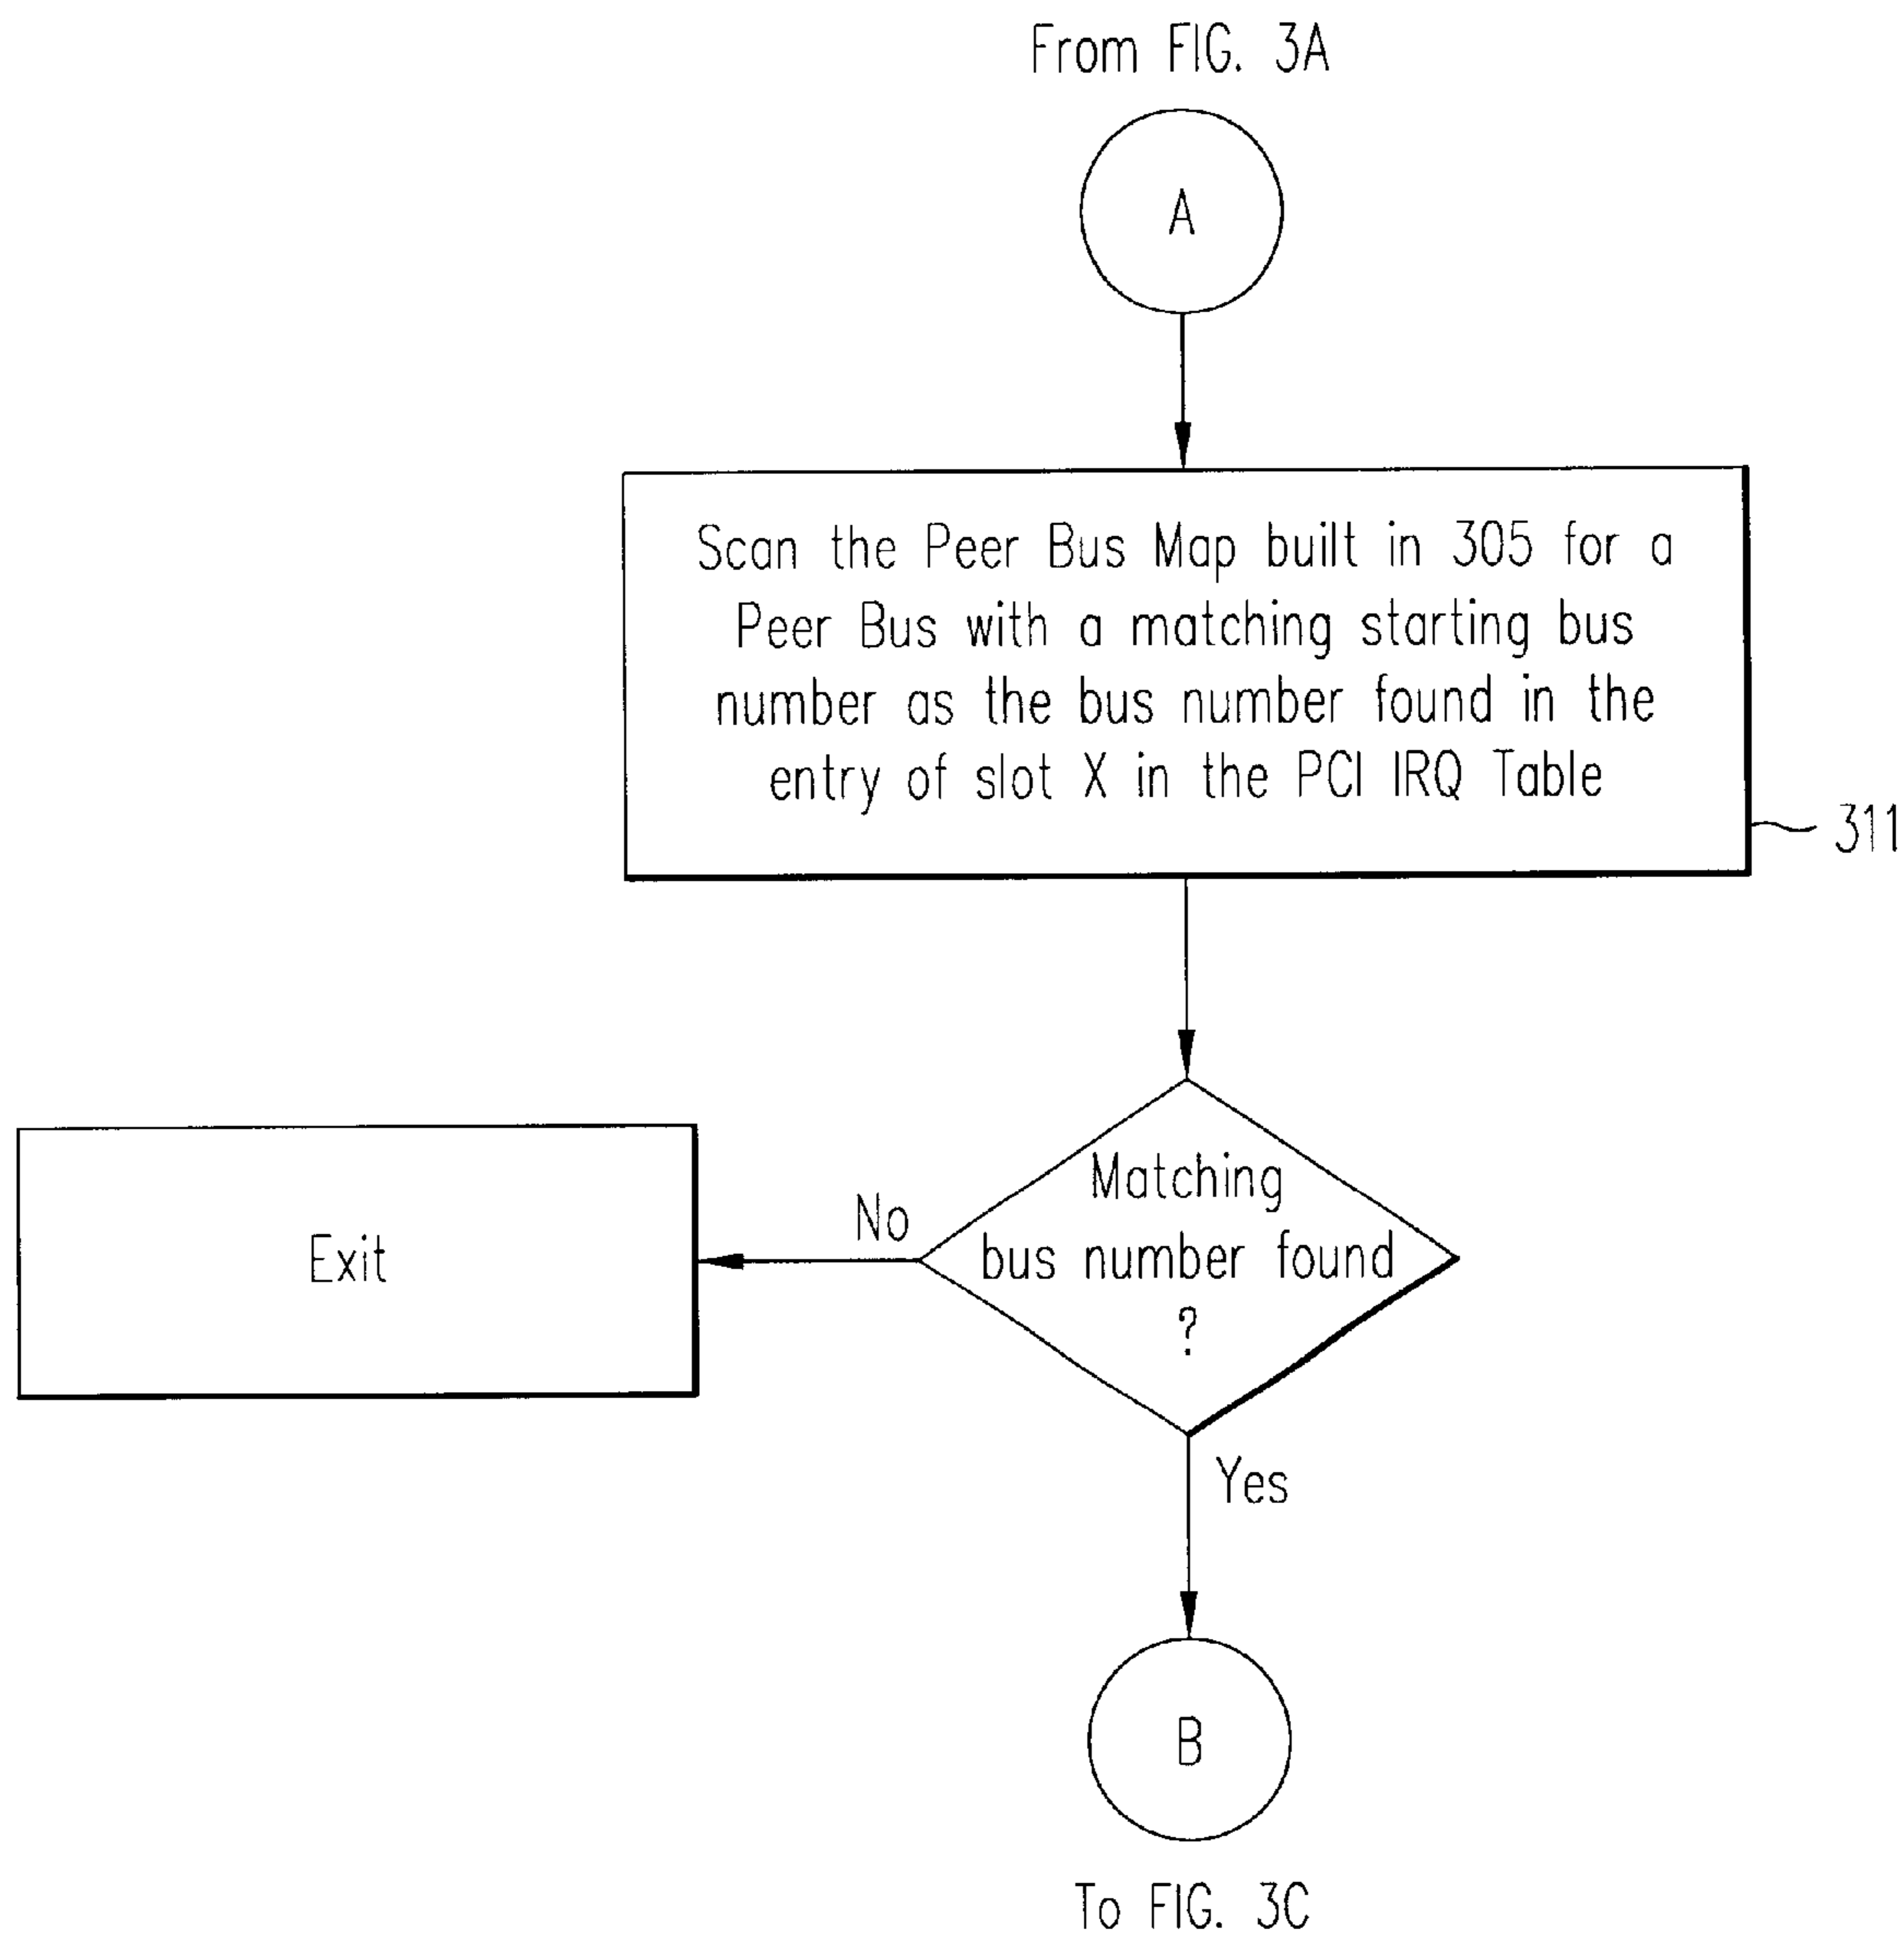 From FIG. 3A
A
Scan the Peer Bus Map built in 305 for a
Peer Bus with a matching starting bus
number as the bus number found in the
entry of slot X in the PCI IRQ Table
311
Matching
bus number found
?
No
Exit
Yes
B
To FIG. 3C